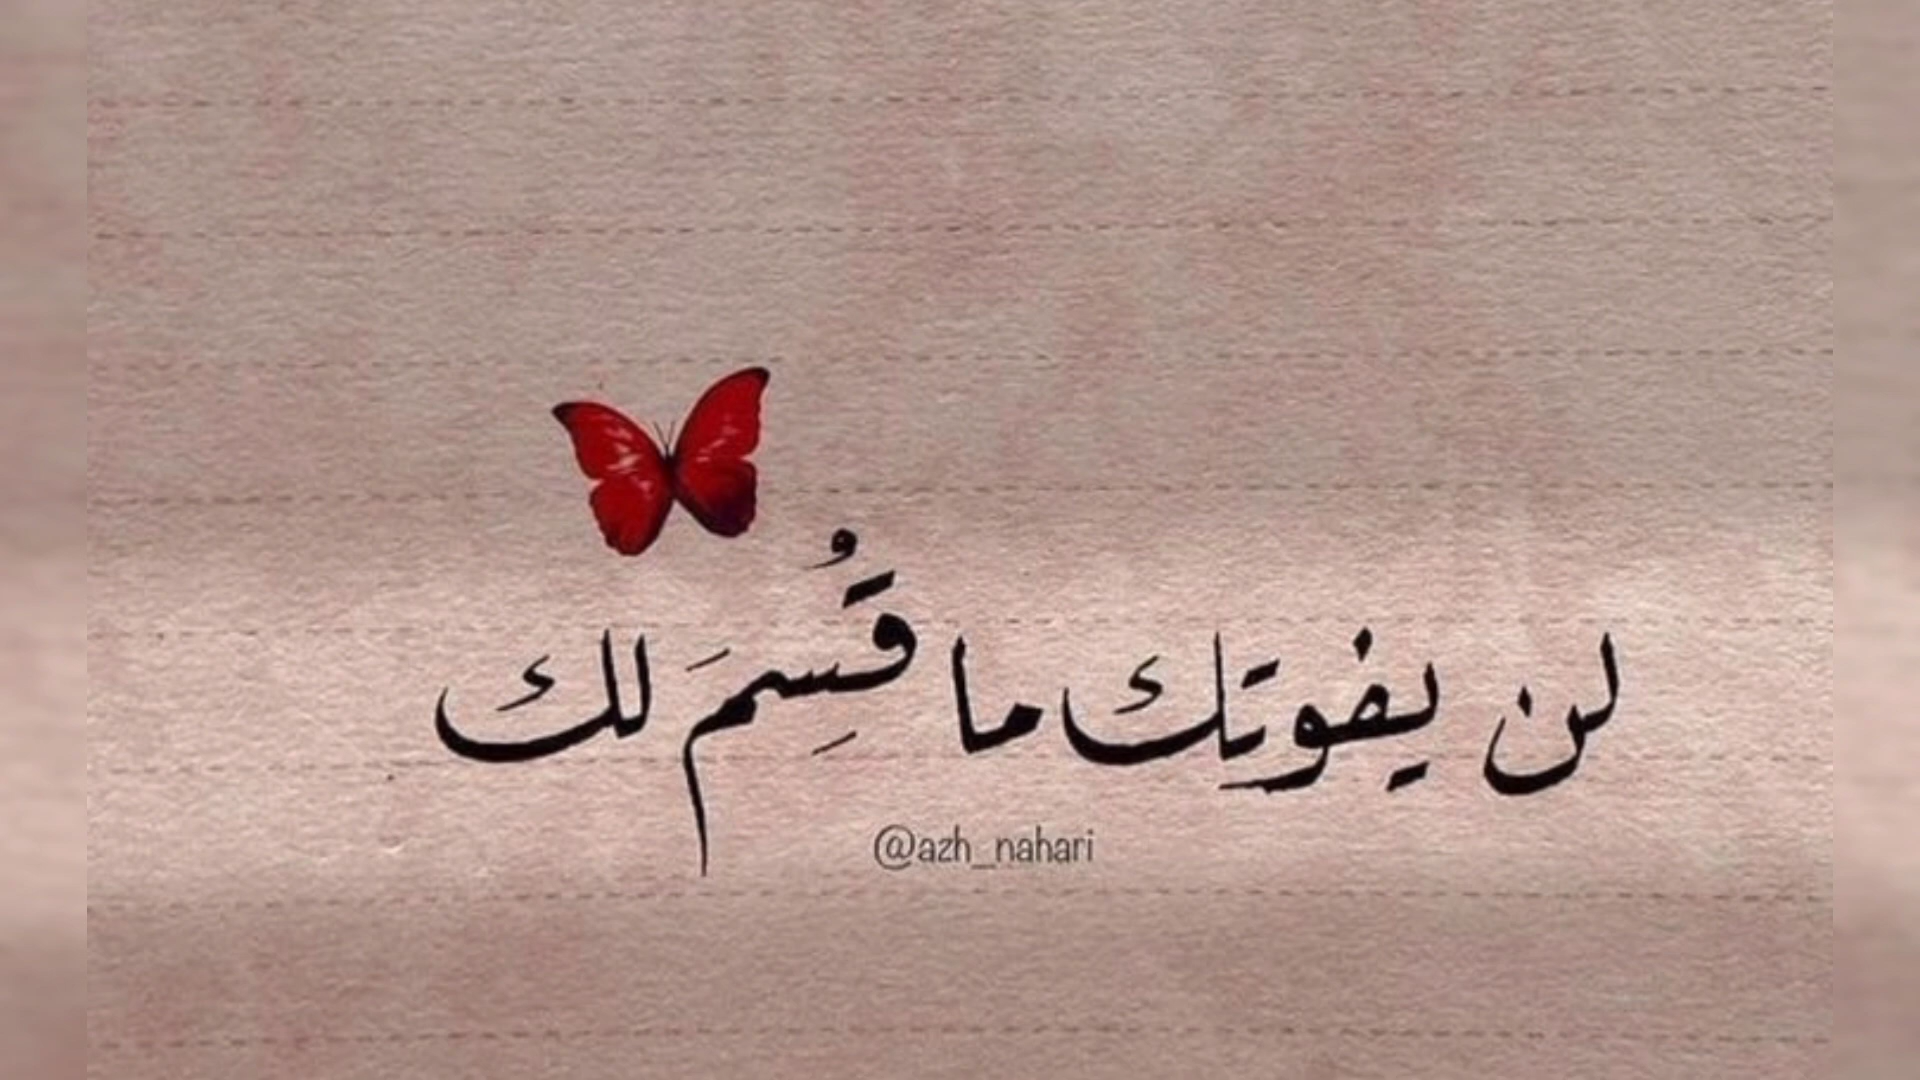 لن يفوتك ما قُسِمَ لك
@azh_nahari